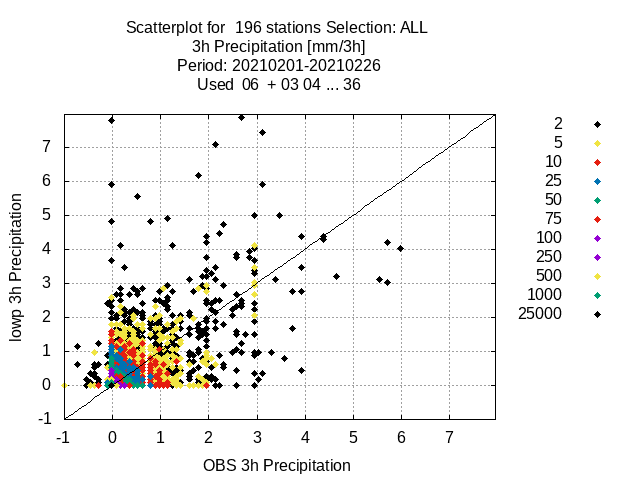 Scatterplot for  196 stations Selection: ALL
3h Precipitation [mm/3h]
Period: 20210201-20210226
Used  06  + 03 04 ... 36
2
5
10
25
50
75
100
250
500
1000
25000
7
6
5
4
3
2
1
0
-1
Iowp 3h Precipitation
-1 0 1 2 3 4 5 6 7
OBS 3h Precipitation